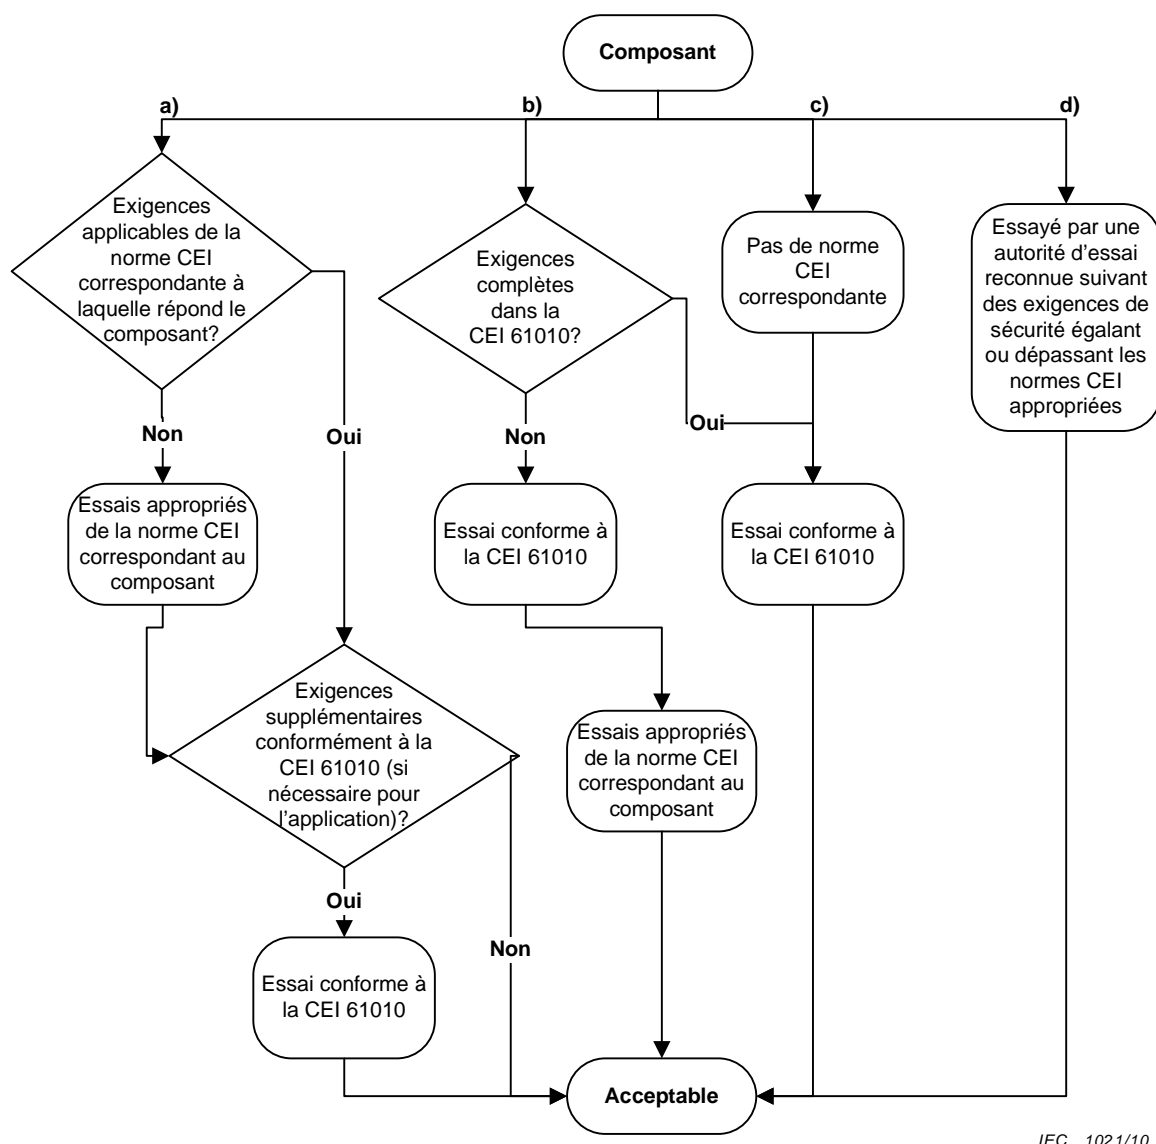 Composant
a)
b)
c)
d)
Exigences
applicables de la
norme CEI
correspondante à
laquelle répond le
composant?
Exigences
complètes
dans la
CEI 61010?
Pas de norme
CEI
correspondante
Essayé par une
autorité d'essai
reconnue suivant
des exigences de
sécurité égalant
ou dépassant les
normes CEI
appropriées
Non
Oui
Non
Oui
Essais appropriés
de la norme CEI
correspondant au
composant
Essai conforme à
la CEI 61010
Essai conforme à
la CEI 61010
Exigences
supplémentaires
conformément à la
CEI 61010 (si
nécessaire pour
l'application)?
Essais appropriés
de la norme CEI
correspondant au
composant
Oui
Non
Essai conforme à
la CEI 61010
Acceptable
IEC 1021/10